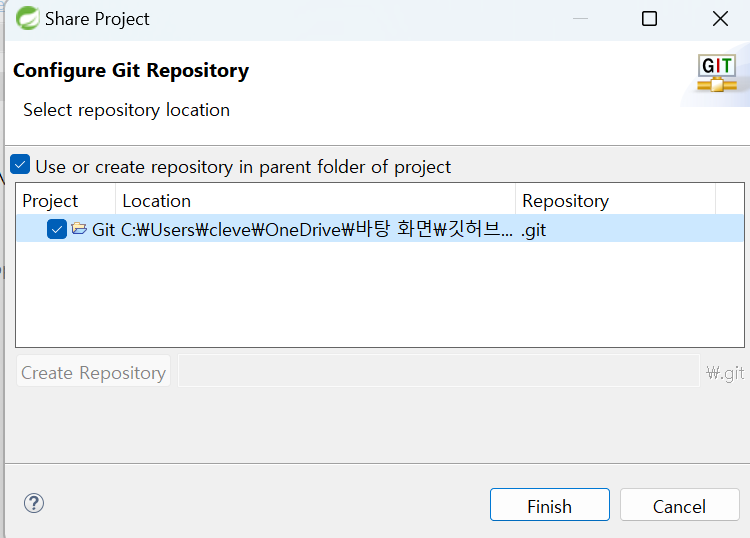 Share Project
Configure Git Repository
GIT
Select repository location
Use or create repository in parent folder of project
Project Location Repository
Git C:₩Users₩cleve₩OneDrive₩바탕 화면₩깃허브... .git
Create Repository ₩.git
? Finish Cancel